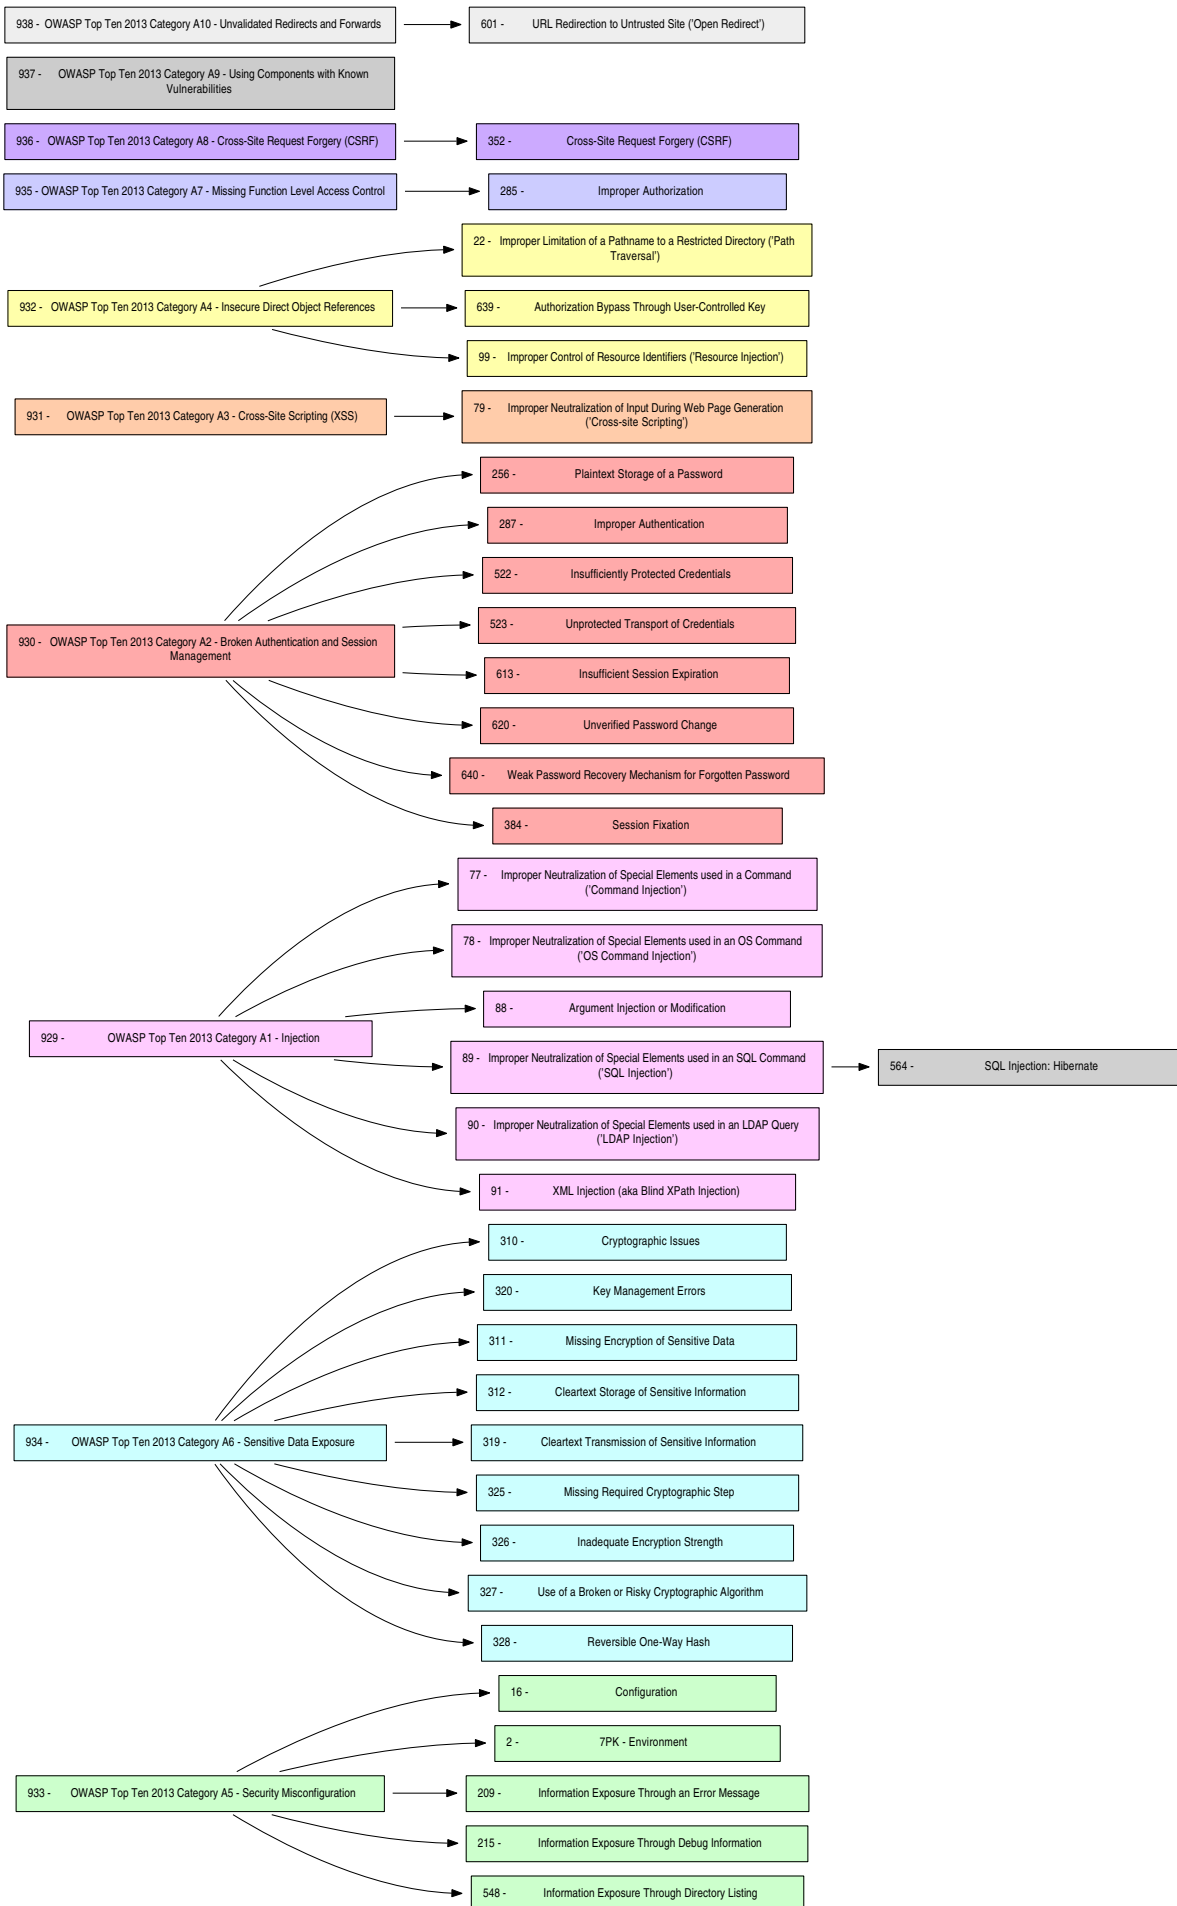 938 - OWASP Top Ten 2013 Category A10 - Unvalidated Redirects and Forwards
601 - URL Redirection to Untrusted Site ('Open Redirect')
937 - OWASP Top Ten 2013 Category A9 - Using Components with Known
Vulnerabilities
936 - OWASP Top Ten 2013 Category A8 - Cross-Site Request Forgery (CSRF)
352 - Cross-Site Request Forgery (CSRF)
935 - OWASP Top Ten 2013 Category A7 - Missing Function Level Access Control
285 - Improper Authorization
22 - Improper Limitation of a Pathname to a Restricted Directory ('Path
Traversal')
932 - OWASP Top Ten 2013 Category A4 - Insecure Direct Object References
639 - Authorization Bypass Through User-Controlled Key
99 - Improper Control of Resource Identifiers ('Resource Injection')
931 - OWASP Top Ten 2013 Category A3 - Cross-Site Scripting (XSS)
79 - Improper Neutralization of Input During Web Page Generation
('Cross-site Scripting')
256 - Plaintext Storage of a Password
287 - Improper Authentication
522 - Insufficiently Protected Credentials
523 - Unprotected Transport of Credentials
930 - OWASP Top Ten 2013 Category A2 - Broken Authentication and Session
Management
613 - Insufficient Session Expiration
620 - Unverified Password Change
640 - Weak Password Recovery Mechanism for Forgotten Password
384 - Session Fixation
77 - Improper Neutralization of Special Elements used in a Command
('Command Injection')
78 - Improper Neutralization of Special Elements used in an OS Command
('OS Command Injection')
88 - Argument Injection or Modification
929 - OWASP Top Ten 2013 Category A1 - Injection
89 - Improper Neutralization of Special Elements used in an SQL Command
('SQL Injection')
564 - SQL Injection: Hibernate
90 - Improper Neutralization of Special Elements used in an LDAP Query
('LDAP Injection')
91 - XML Injection (aka Blind XPath Injection)
310 - Cryptographic Issues
320 - Key Management Errors
311 - Missing Encryption of Sensitive Data
312 - Cleartext Storage of Sensitive Information
934 - OWASP Top Ten 2013 Category A6 - Sensitive Data Exposure
319 - Cleartext Transmission of Sensitive Information
325 - Missing Required Cryptographic Step
326 - Inadequate Encryption Strength
327 - Use of a Broken or Risky Cryptographic Algorithm
328 - Reversible One-Way Hash
16 - Configuration
2 - 7PK - Environment
933 - OWASP Top Ten 2013 Category A5 - Security Misconfiguration
209 - Information Exposure Through an Error Message
215 - Information Exposure Through Debug Information
548 - Information Exposure Through Directory Listing